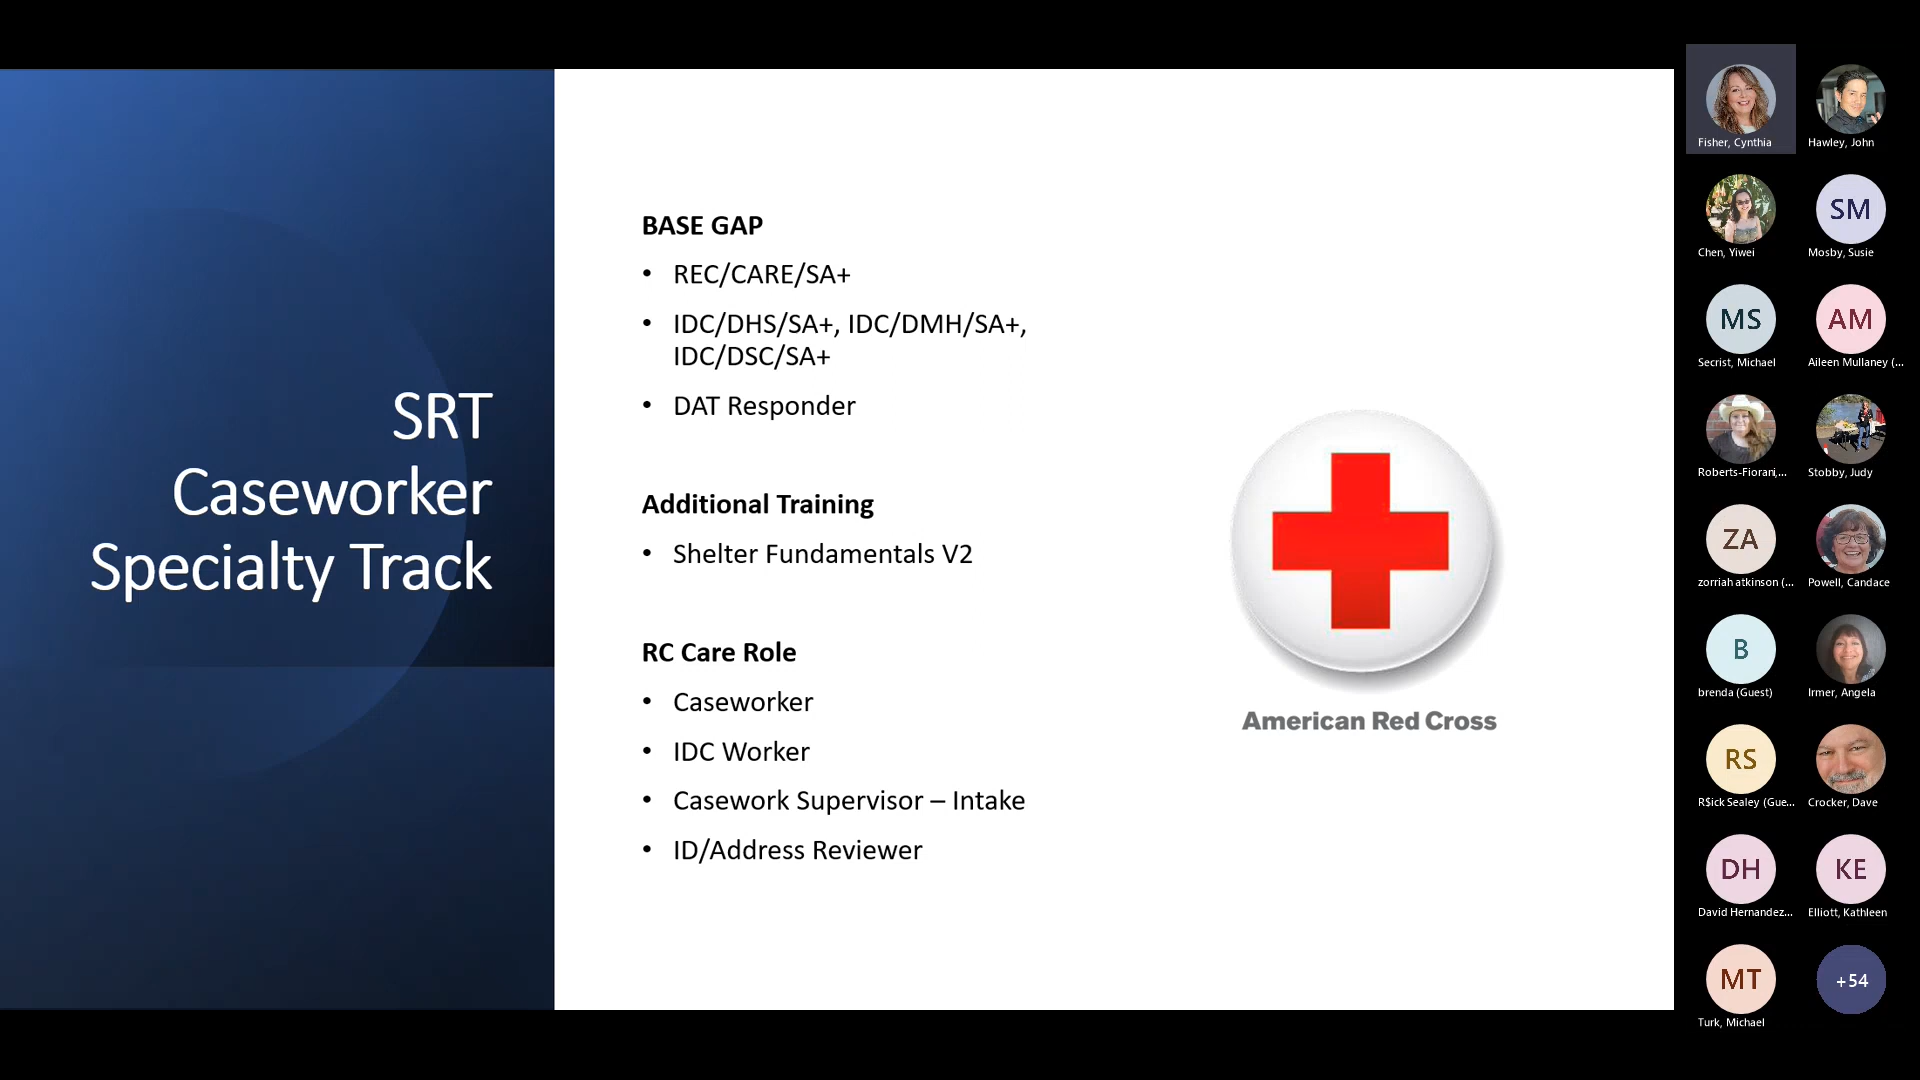 SRT
Caseworker
Specialty Track
BASE GAP
• REC/CARE/SA+
• IDC/DHS/SA+, IDC/DMH/SA+,
IDC/DSC/SA+
• DAT Responder
Additional Training
• Shelter Fundamentals V2
RC Care Role
• Caseworker
• IDC Worker
• Casework Supervisor – Intake
• ID/Address Reviewer
American Red Cross
Fisher, Cynthia
Hawley, John
Chen, Yiwei
SM
Mosby, Susie
MS
Secrist, Michael
AM
Aileen Mullaney (...
Roberts-Fiorani,...
Stobby, Judy
ZA
zorriah atkinson (...
Powell, Candace
B
brenda (Guest)
Irmer, Angela
RS
R$ick Sealey (Gue...
Crocker, Dave
DH
David Hernandez...
KE
Elliott, Kathleen
MT
Turk, Michael
+54